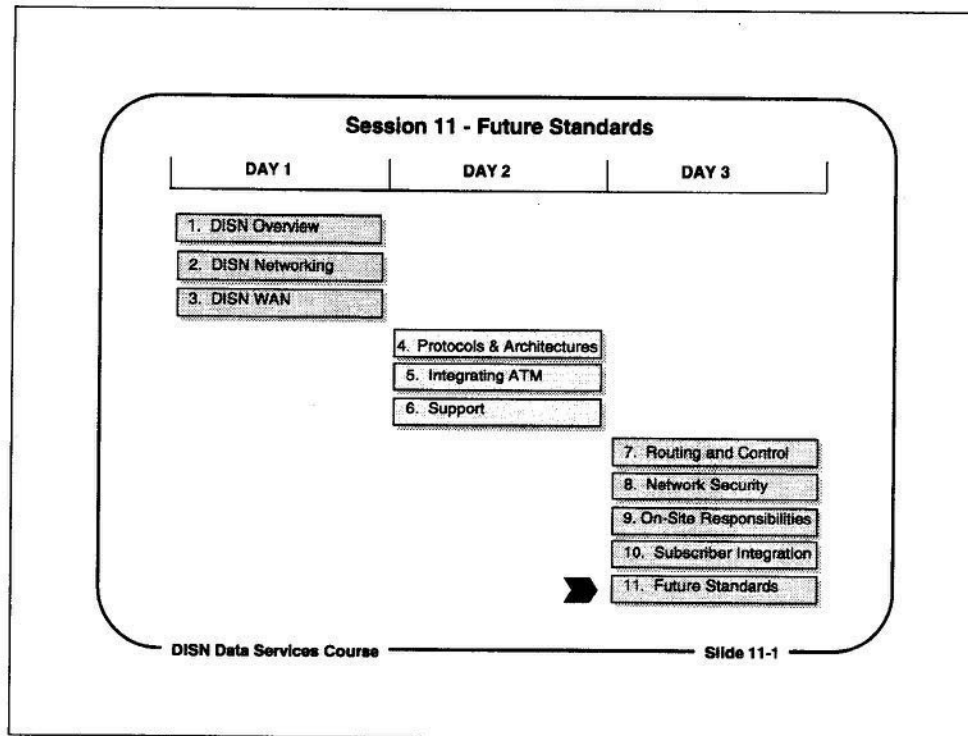 Session 11 - Future Standards
DAY 1
DAY 2
DAY 3
1. DISN Overview
2. DISN Networking
3. DISN WAN
4. Protocols & Architectures
5. Integrating ATM
6. Support
7. Routing and Control
8. Network Security
9. On-Site Responsibilities
10. Subscriber Integration
11. Future Standards
DISN Data Services Course
Slide 11-1